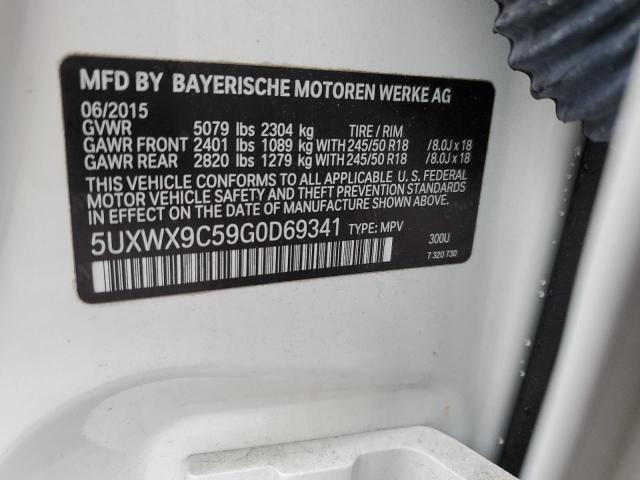 MFD BY BAYERISCHE MOTOREN WERKE AG
06/2015
GVWR 5079 lbs 2304 kg TIRE / RIM
GAWR FRONT 2401 lbs 1089 kg WITH 245/50 R18 /8.0J x 18
GAWR REAR 2820 lbs 1279 kg WITH 245/50 R18 /8.0J x 18
THIS VEHICLE CONFORMS TO ALL APPLICABLE U.S. FEDERAL
MOTOR VEHICLE SAFETY AND THEFT PREVENTION STANDARDS
IN EFFECT ON THE DATE OF MANUFACTURE SHOWN ABOVE.
5UXWX9C59G0D69341 TYPE: MPV
300U
7 320 730